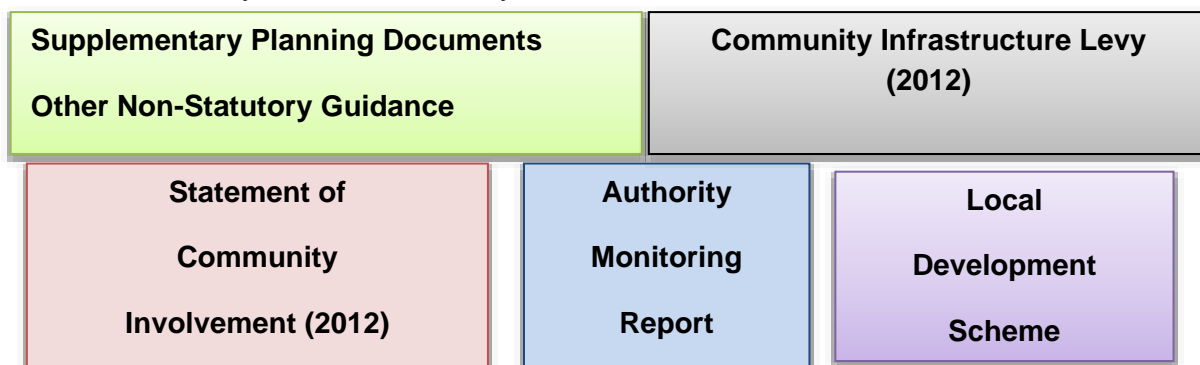 Supplementary Planning Documents
Other Non-Statutory Guidance
Community Infrastructure Levy
(2012)
Statement of
Community
Involvement (2012)
Authority
Monitoring
Report
Local
Development
Scheme